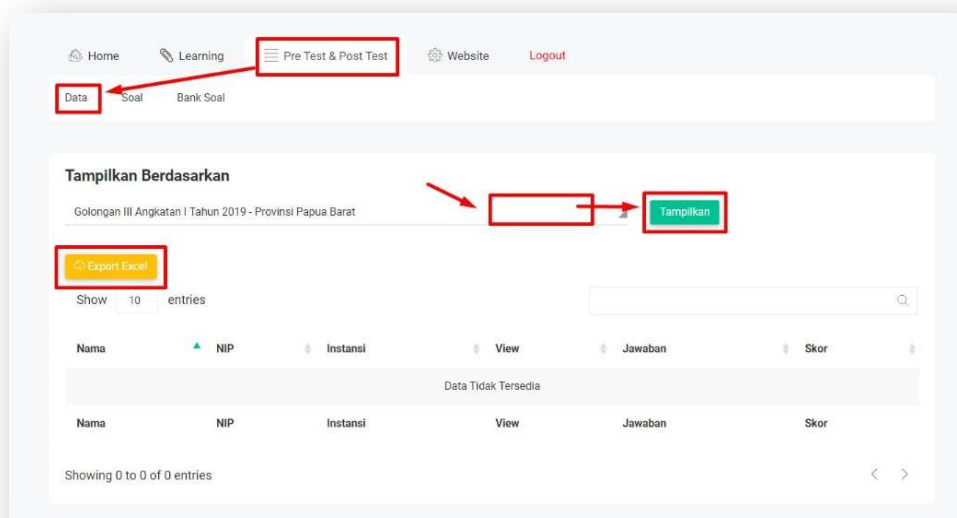 Home Learning Pre Test & Post Test Website Logout
Data Soal Bank Soal
Tampilkan Berdasarkan
Golongan III Angkatan I Tahun 2019 - Provinsi Papua Barat Tampilkan
Export Excel
Show 10 entries
Nama NIP Instansi View Jawaban Skor
Data Tidak Tersedia
Nama NIP Instansi View Jawaban Skor
Showing 0 to 0 of 0 entries